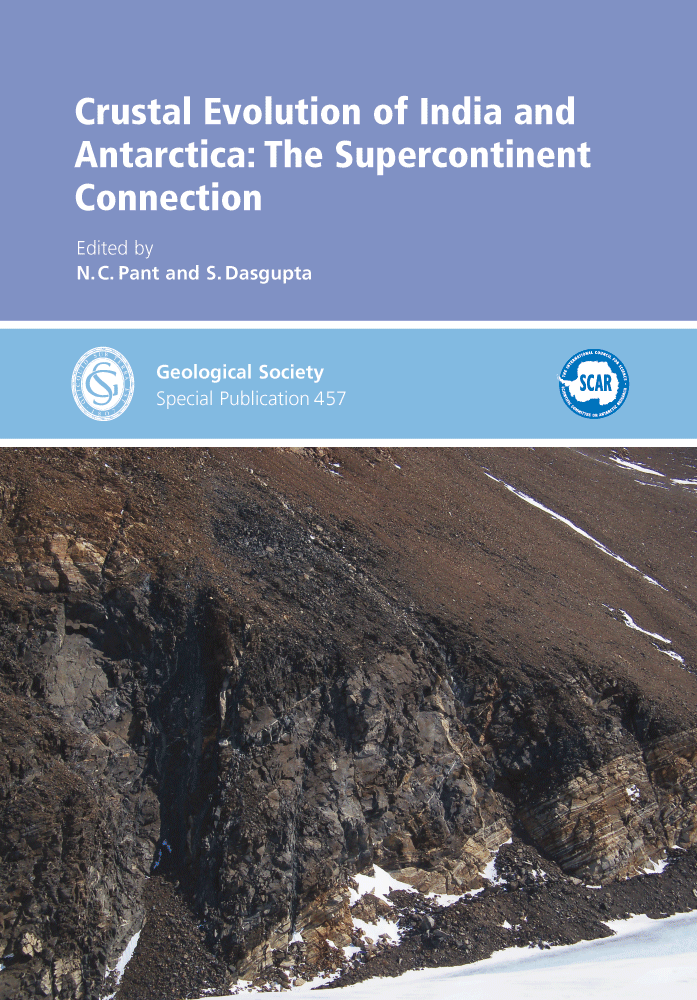 Crustal Evolution of India and
Antarctica: The Supercontinent
Connection
Edited by
N. C. Pant and S. Dasgupta
Geological Society
Special Publication 457
SCAR